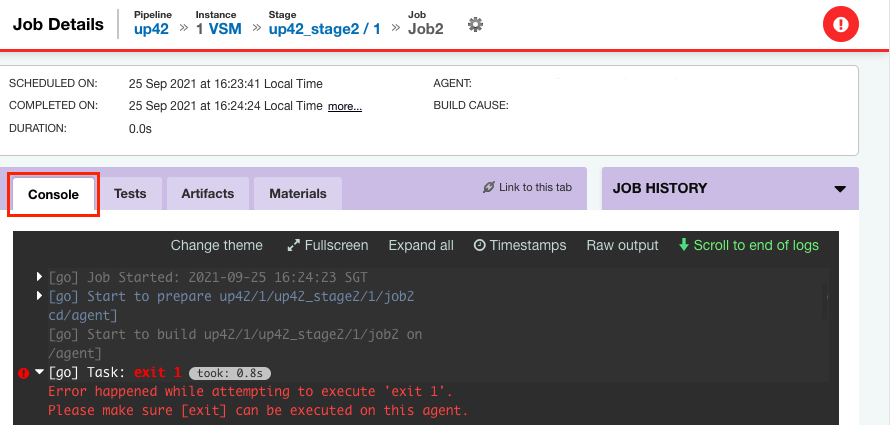 Job Details
Pipeline Instance Stage Job
up42 » 1 VSM » up42_stage2 / 1 » Job2
SCHEDULED ON: 25 Sep 2021 at 16:23:41 Local Time AGENT:
COMPLETED ON: 25 Sep 2021 at 16:24:24 Local Time more... BUILD CAUSE:
DURATION: 0.0s
Console Tests Artifacts Materials Link to this tab JOB HISTORY
Change theme Fullscreen Expand all Timestamps Raw output Scroll to end of logs
[go] Job Started: 2021-09-25 16:24:23 SGT
[go] Start to prepare up42/1/up42_stage2/1/job2
cd/agent]
[go] Start to build up42/1/up42_stage2/1/job2 on
/agent]
[go] Task: exit 1 took: 0.8s
Error happened while attempting to execute 'exit 1'.
Please make sure [exit] can be executed on this agent.